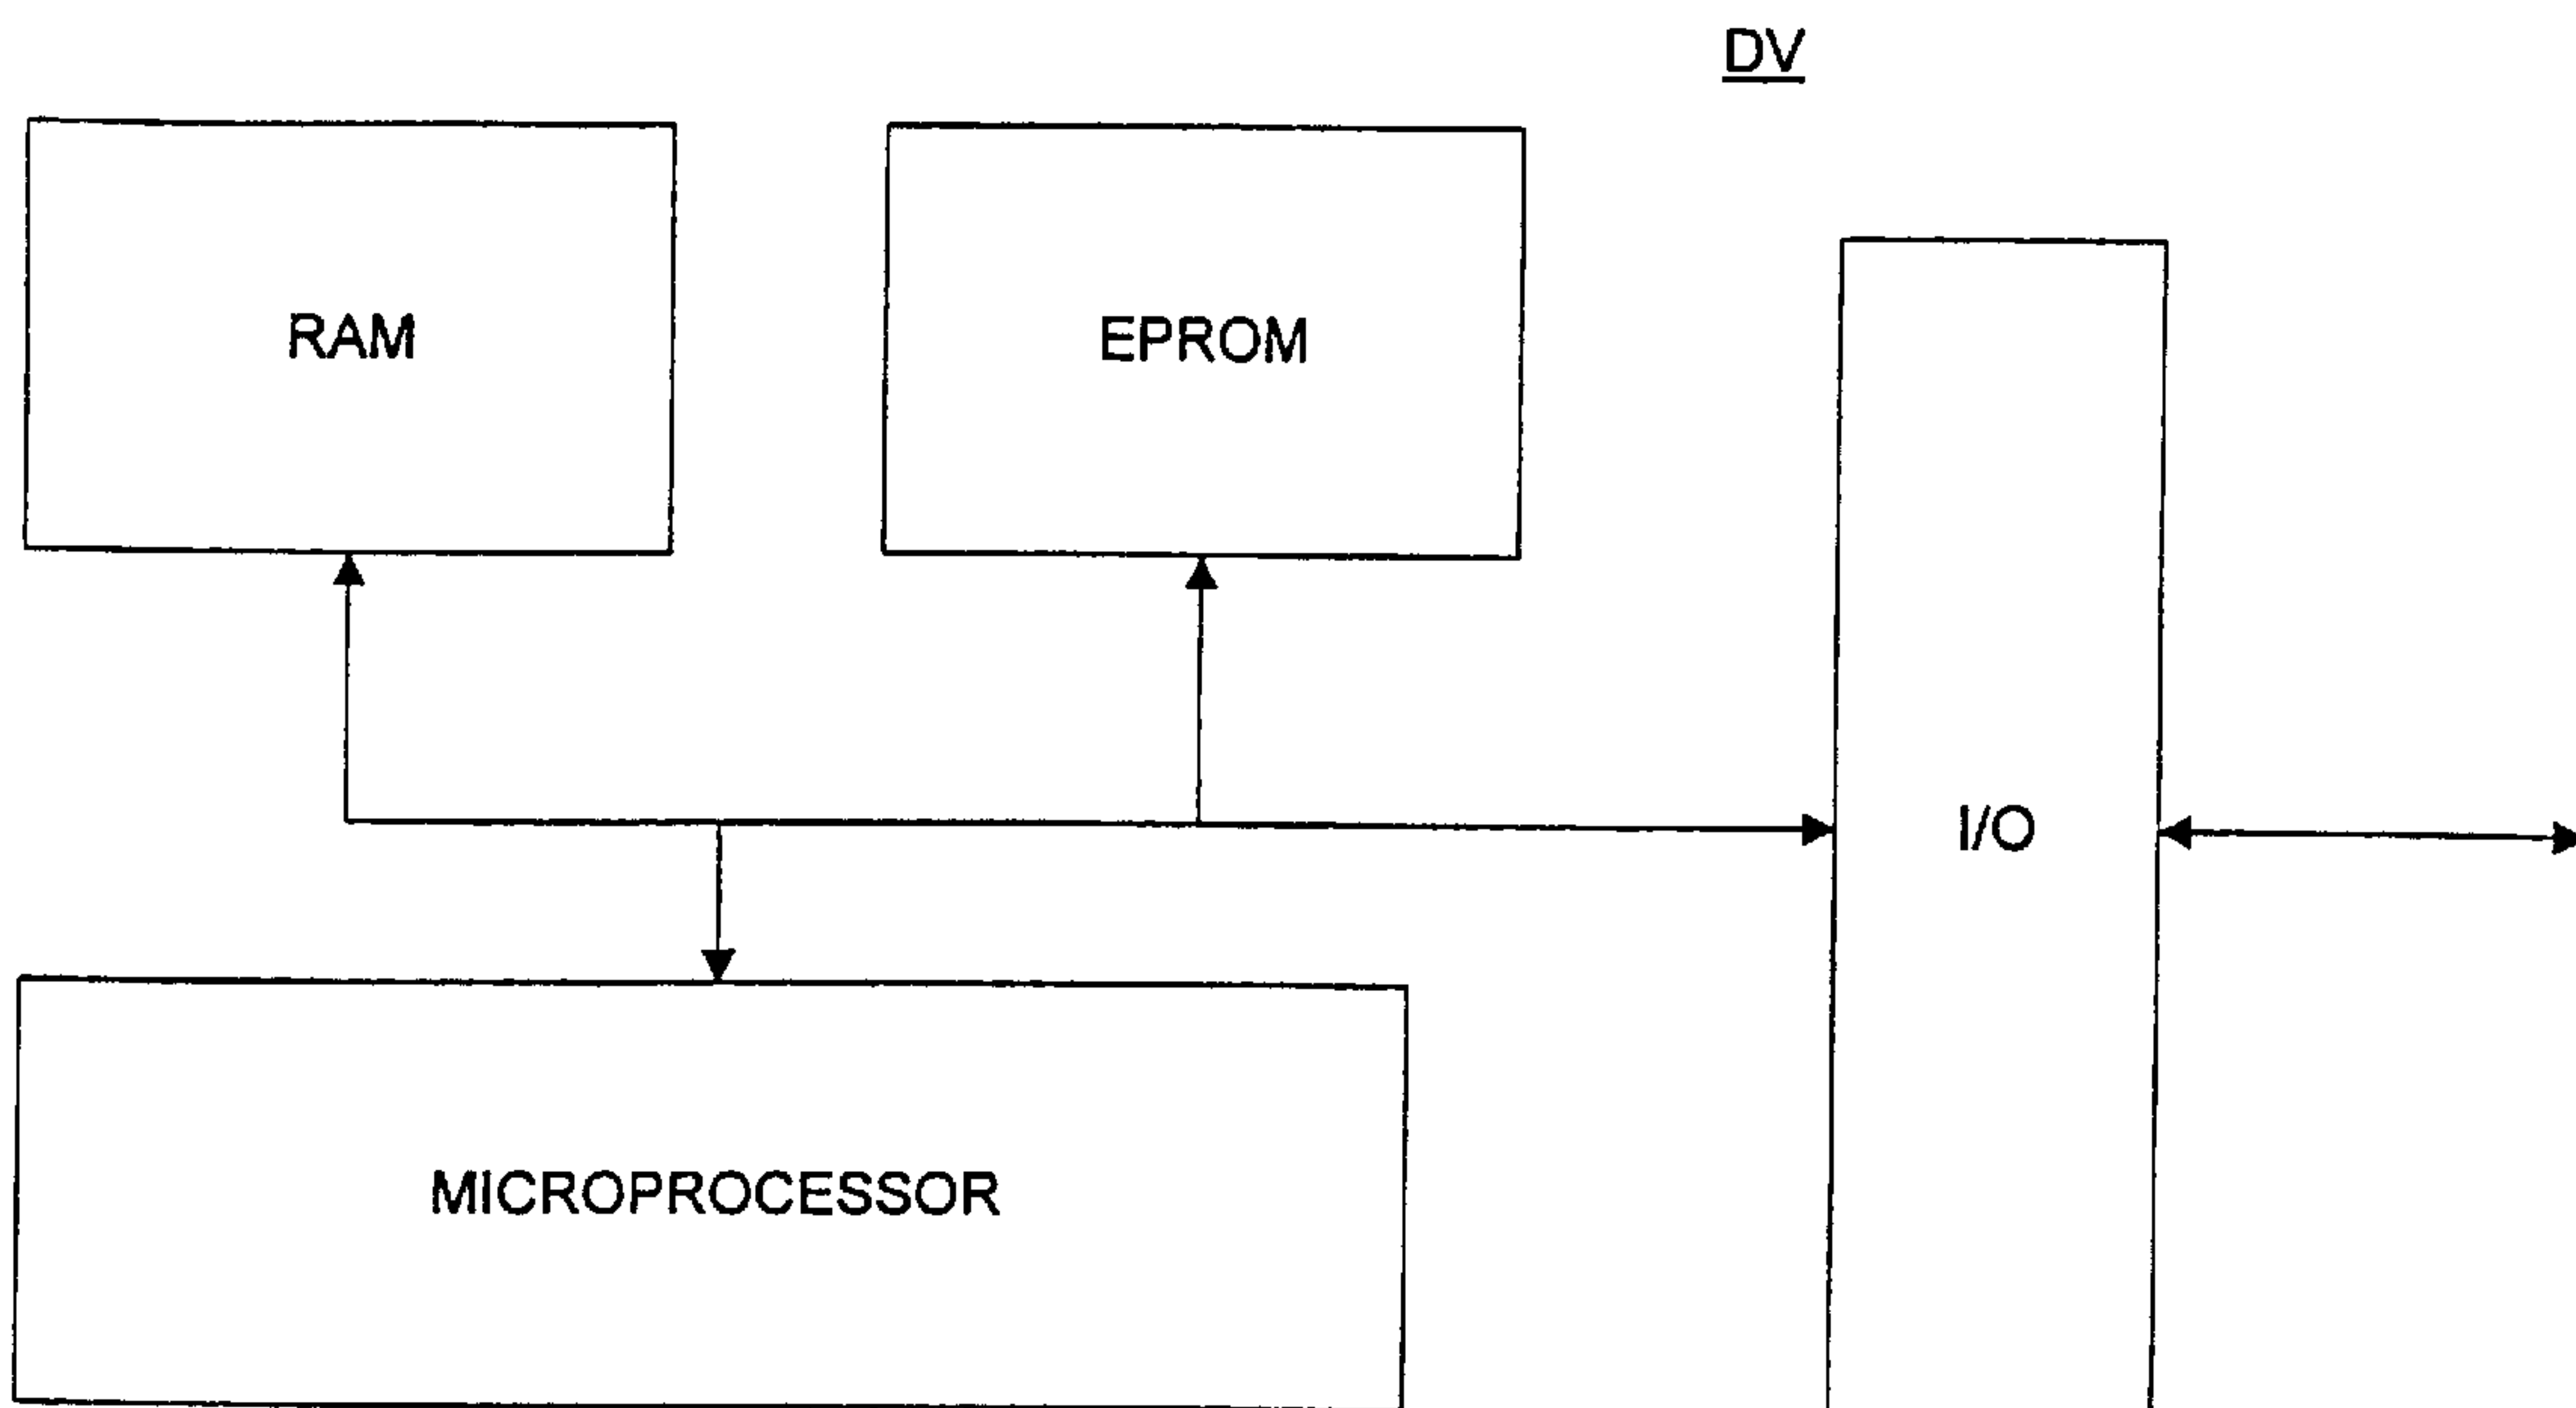 DV
RAM
EPROM
I/O
MICROPROCESSOR